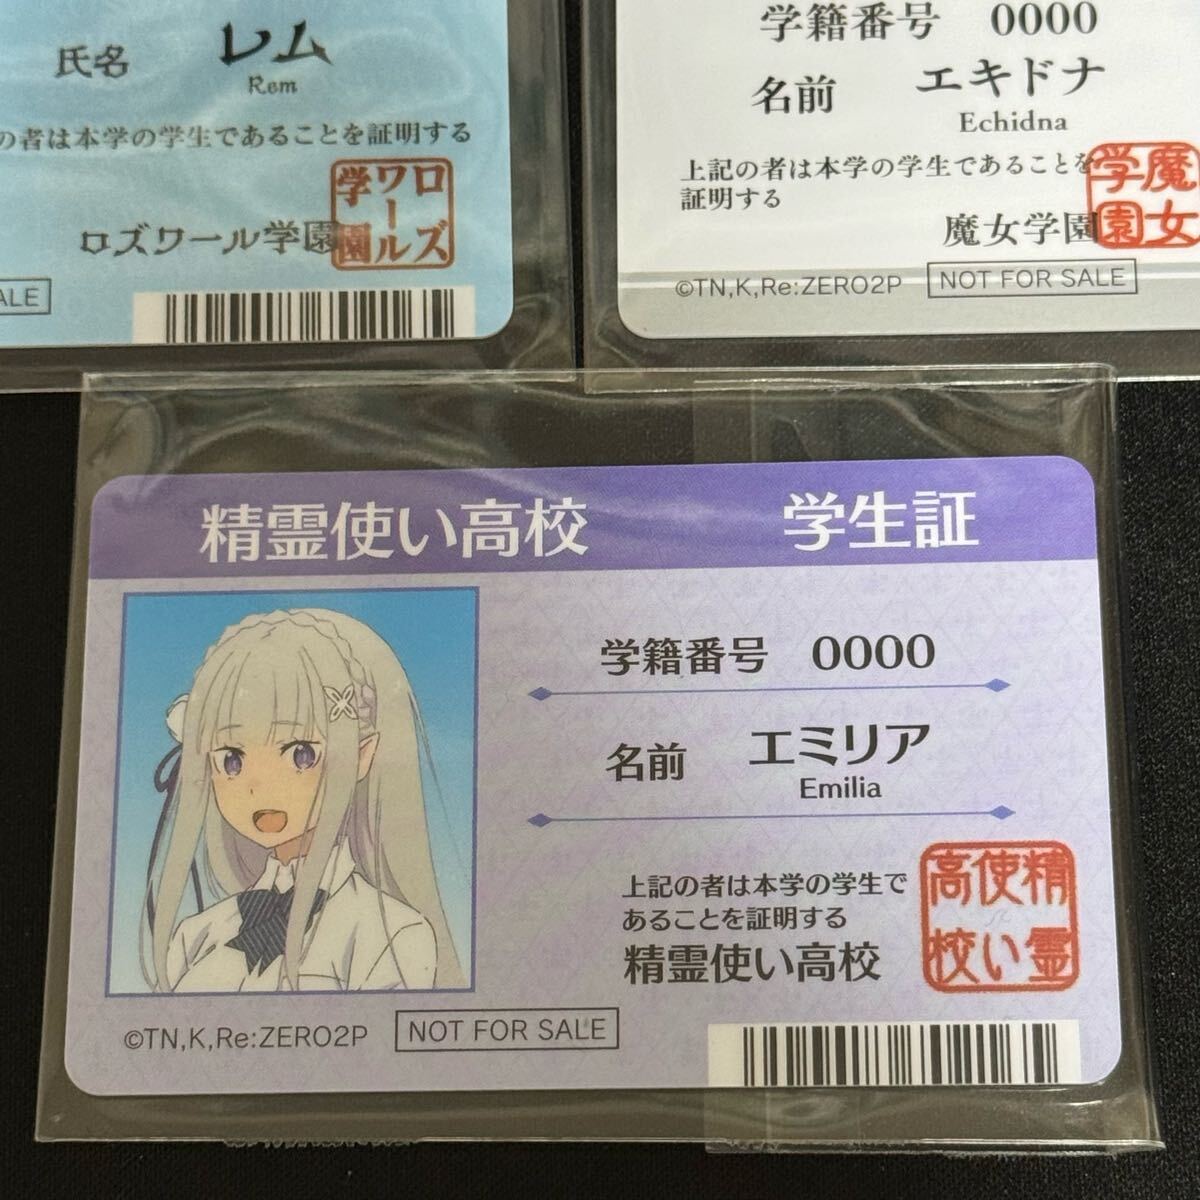 氏名 レム
Rem
の者は本学の学生であることを証明する
ロズワール学園
ロズワール学園
ALE
学籍番号 0000
名前 エキドナ
Echidna
上記の者は本学の学生であることを
証明する
魔女学園
魔女学園
©TN,K,Re:ZERO2P NOT FOR SALE
精霊使い高校 学生証
学籍番号 0000
名前 エミリア
Emilia
上記の者は本学の学生で
あることを証明する
精霊使い高校
精霊使い高校
©TN,K,Re:ZERO2P NOT FOR SALE